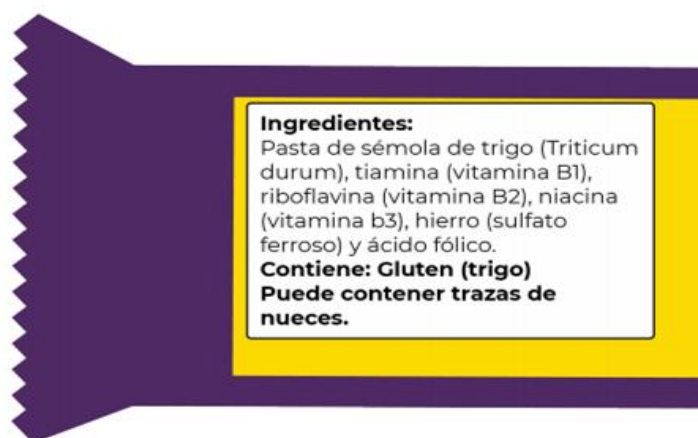 Ingredientes:
Pasta de sémola de trigo (Triticum
durum), tiamina (vitamina B1),
riboflavina (vitamina B2), niacina
(vitamina b3), hierro (sulfato
ferroso) y ácido fólico.
Contiene: Gluten (trigo)
Puede contener trazas de
nueces.